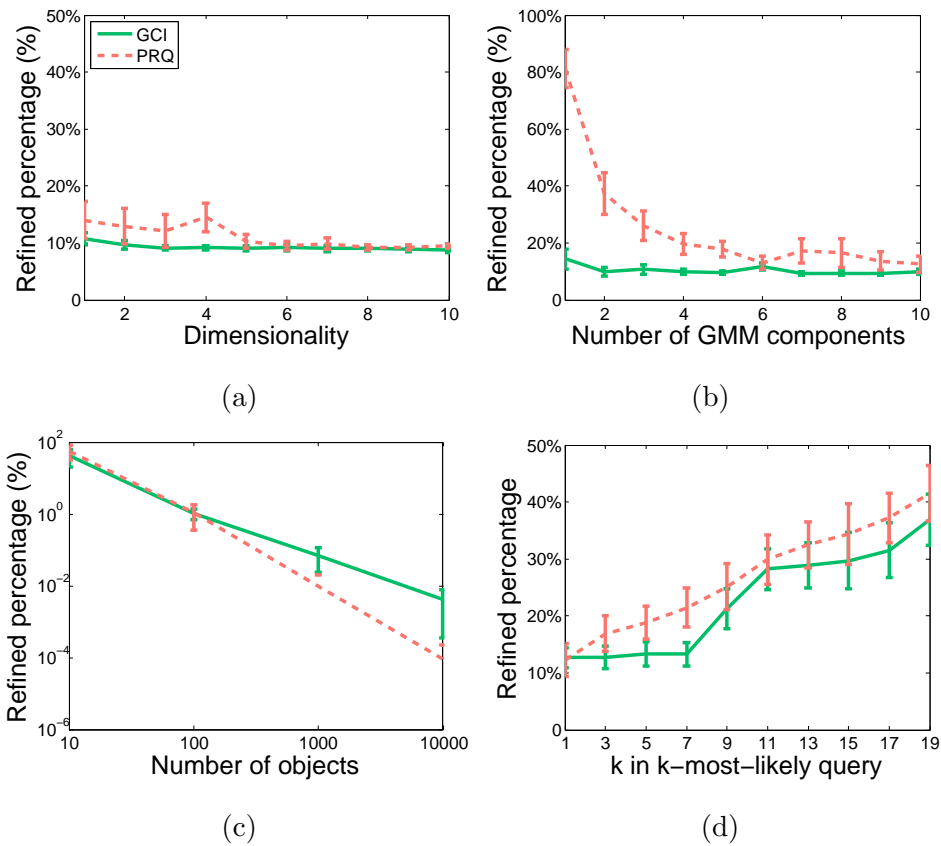 50%
40%
30%
20%
10%
0
Refined percentage (%)
GCI
PRQ
2 4 6 8 10
Dimensionality
(a)
100%
80%
60%
40%
20%
0
Refined percentage (%)
2 4 6 8 10
Number of GMM components
(b)
10^2
10^0
10^−2
10^−4
10^−6
Refined percentage (%)
10 100 1000 10000
Number of objects
(c)
50%
40%
30%
20%
10%
0
Refined percentage
1 3 5 7 9 11 13 15 17 19
k in k−most−likely query
(d)